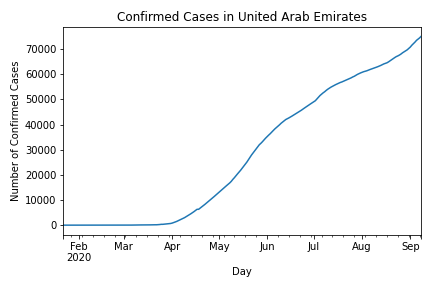 Confirmed Cases in United Arab Emirates
Number of Confirmed Cases
70000
60000
50000
40000
30000
20000
10000
0
Feb Mar Apr May Jun Jul Aug Sep
2020
Day